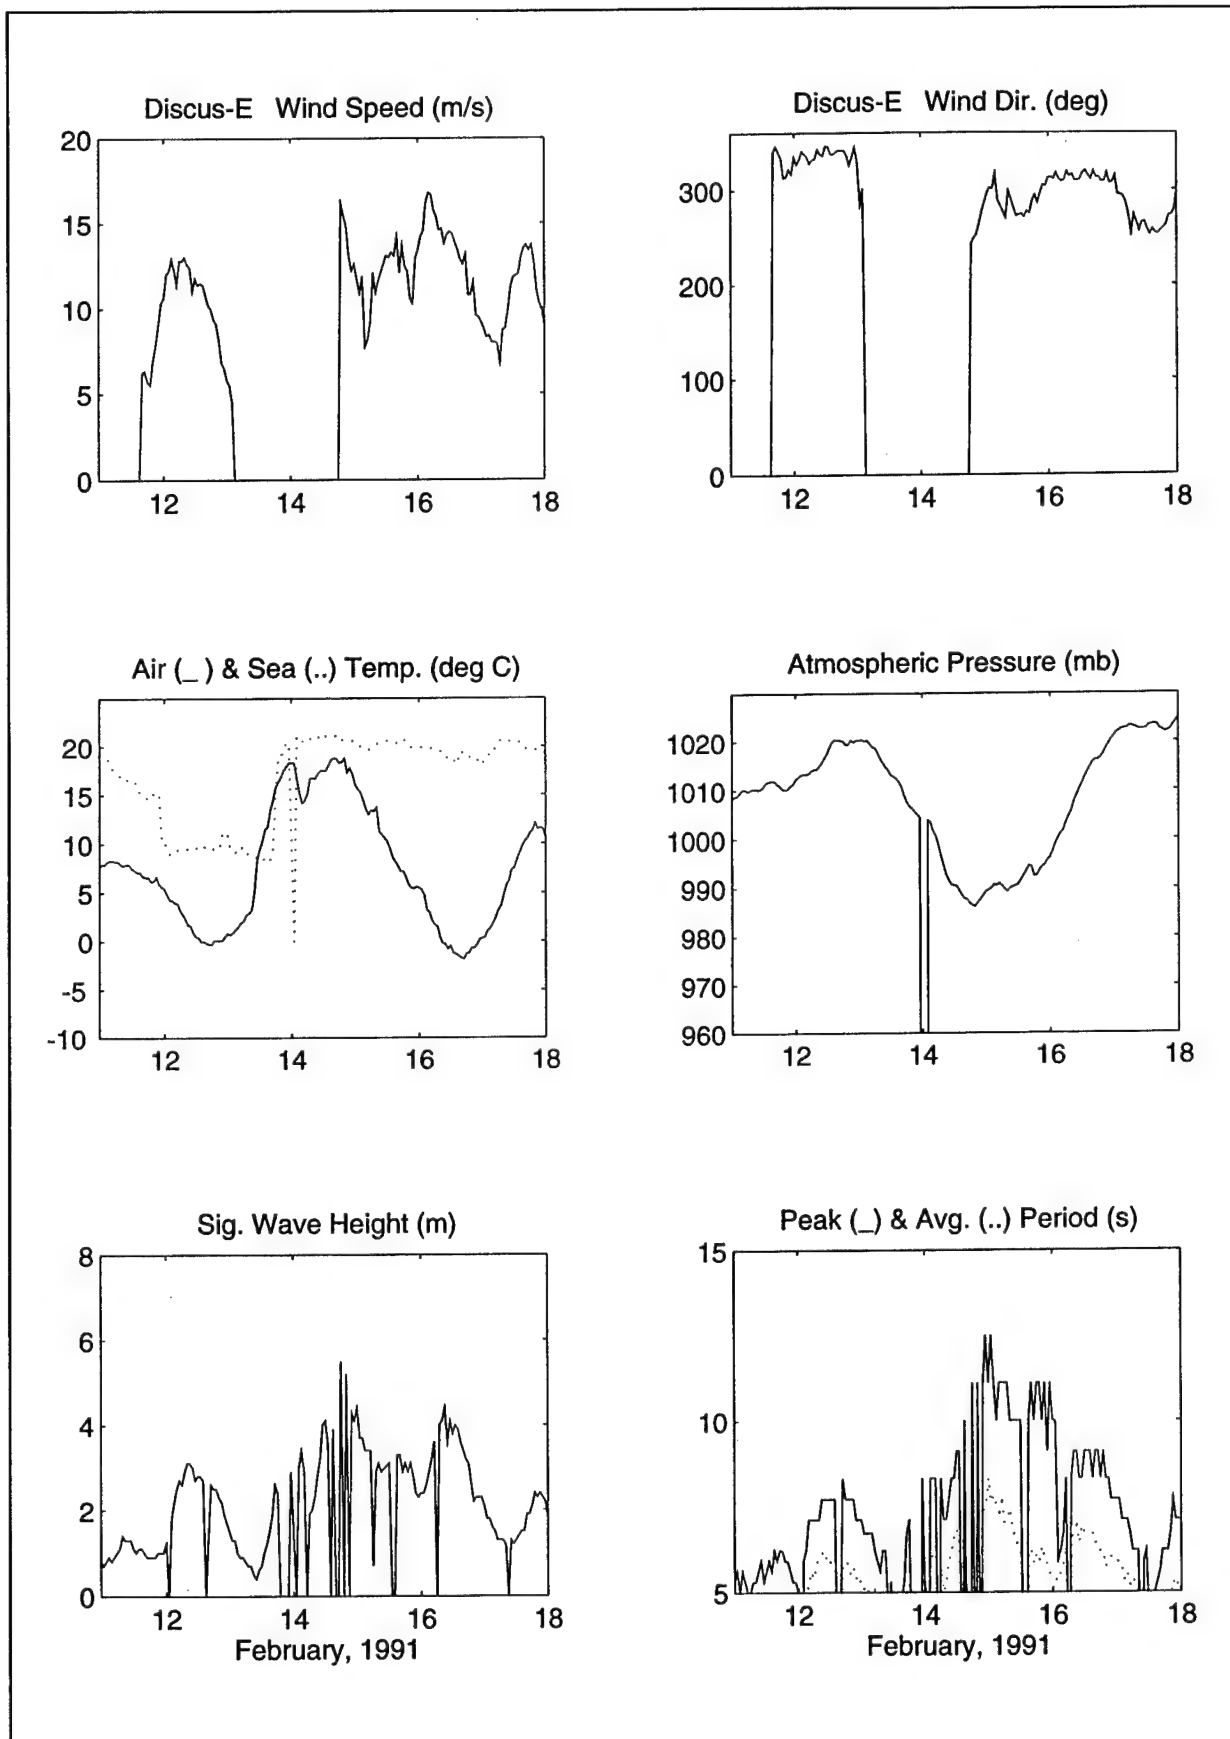 Discus-E Wind Speed (m/s)
20
15
10
5
0
12 14 16 18
Discus-E Wind Dir. (deg)
300
200
100
0
12 14 16 18
Air (_ ) & Sea (..) Temp. (deg C)
20
15
10
5
0
-5
-10
12 14 16 18
Atmospheric Pressure (mb)
1020
1010
1000
990
980
970
960
12 14 16 18
Sig. Wave Height (m)
8
6
4
2
0
12 14 16 18
February, 1991
Peak (_) & Avg. (..) Period (s)
15
10
5
12 14 16 18
February, 1991